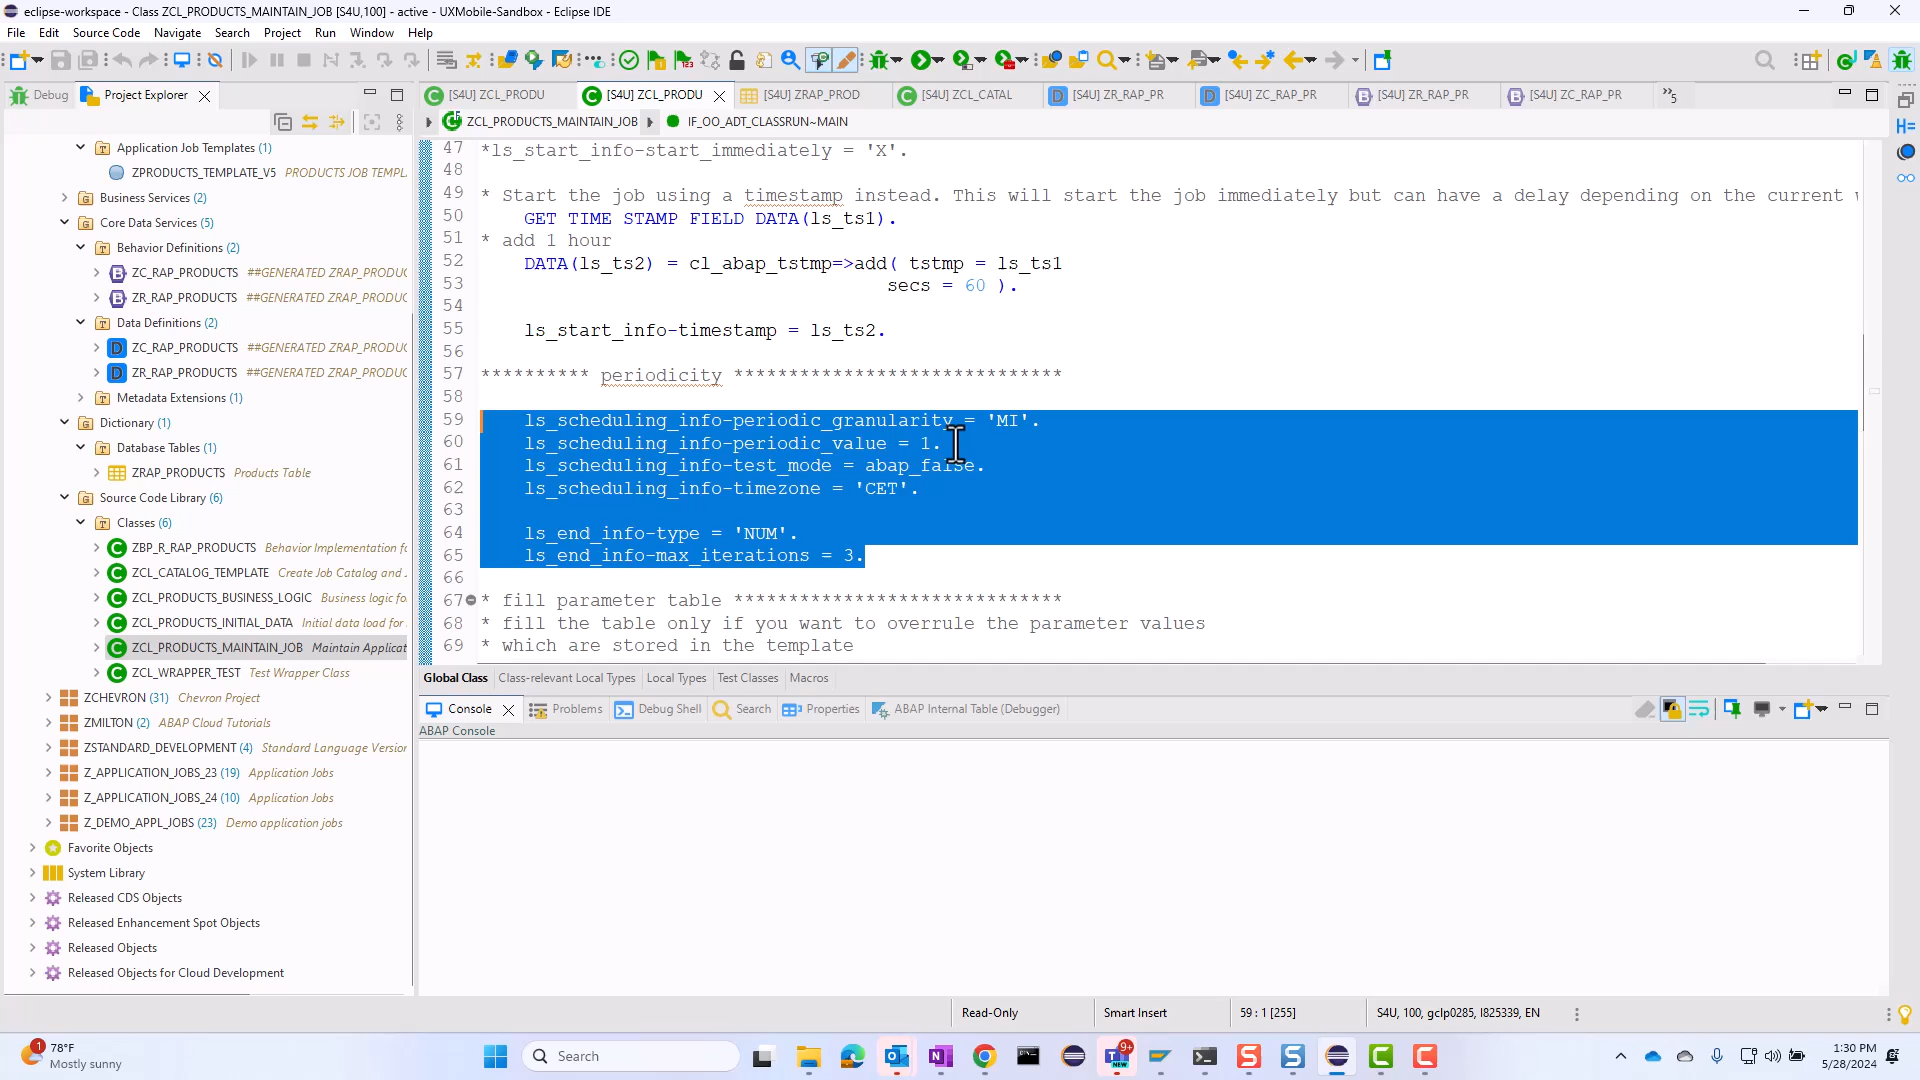 eclipse-workspace - Class ZCL_PRODUCTS_MAINTAIN_JOB [S4U,100] - active - UXMobile-Sandbox - Eclipse IDE
File Edit Source Code Navigate Search Project Run Window Help
Debug Project Explorer
[S4U] ZCL_PRODU [S4U] ZCL_PRODU [S4U] ZRAP_PROD [S4U] ZCL_CATAL [S4U] ZR_RAP_PR [S4U] ZC_RAP_PR [S4U] ZR_RAP_PR [S4U] ZC_RAP_PR 5
ZCL_PRODUCTS_MAINTAIN_JOB IF_OO_ADT_CLASSRUN~MAIN
Application Job Templates (1)
ZPRODUCTS_TEMPLATE_V5 PRODUCTS JOB TEMPL
Business Services (2)
Core Data Services (5)
Behavior Definitions (2)
ZC_RAP_PRODUCTS ##GENERATED ZRAP_PRODUC
ZR_RAP_PRODUCTS ##GENERATED ZRAP_PRODUC
Data Definitions (2)
ZC_RAP_PRODUCTS ##GENERATED ZRAP_PRODUC
ZR_RAP_PRODUCTS ##GENERATED ZRAP_PRODUC
Metadata Extensions (1)
Dictionary (1)
Database Tables (1)
ZRAP_PRODUCTS Products Table
Source Code Library (6)
Classes (6)
ZBP_R_RAP_PRODUCTS Behavior Implementation fo
ZCL_CATALOG_TEMPLATE Create Job Catalog and J
ZCL_PRODUCTS_BUSINESS_LOGIC Business logic fo
ZCL_PRODUCTS_INITIAL_DATA Initial data load for
ZCL_PRODUCTS_MAINTAIN_JOB Maintain Applicat
ZCL_WRAPPER_TEST Test Wrapper Class
ZCHEVRON (31) Chevron Project
ZMILTON (2) ABAP Cloud Tutorials
ZSTANDARD_DEVELOPMENT (4) Standard Language Version
Z_APPLICATION_JOBS_23 (19) Application Jobs
Z_APPLICATION_JOBS_24 (10) Application Jobs
Z_DEMO_APPL_JOBS (23) Demo application jobs
Favorite Objects
System Library
Released CDS Objects
Released Enhancement Spot Objects
Released Objects
Released Objects for Cloud Development
47 *ls_start_info-start_immediately = 'X'.
48
49 * Start the job using a timestamp instead. This will start the job immediately but can have a delay depending on the current
50 GET TIME STAMP FIELD DATA(ls_ts1).
51 * add 1 hour
52 DATA(ls_ts2) = cl_abap_tstmp=>add( tstmp = ls_ts1
53 secs = 60 ).
54
55 ls_start_info-timestamp = ls_ts2.
56
57 ********** periodicity ******************************
58
59 ls_scheduling_info-periodic_granularity = 'MI'.
60 ls_scheduling_info-periodic_value = 1.
61 ls_scheduling_info-test_mode = abap_false.
62 ls_scheduling_info-timezone = 'CET'.
63
64 ls_end_info-type = 'NUM'.
65 ls_end_info-max_iterations = 3.
66
67 * fill parameter table ******************************
68 * fill the table only if you want to overrule the parameter values
69 * which are stored in the template
Global Class Class-relevant Local Types Local Types Test Classes Macros
Console Problems Debug Shell Search Properties ABAP Internal Table (Debugger)
ABAP Console
Read-Only Smart Insert 59 : 1 [255] S4U, 100, gclp0285, I825339, EN
1 78°F
Mostly sunny
Search
9+
NEW
1:30 PM
5/28/2024